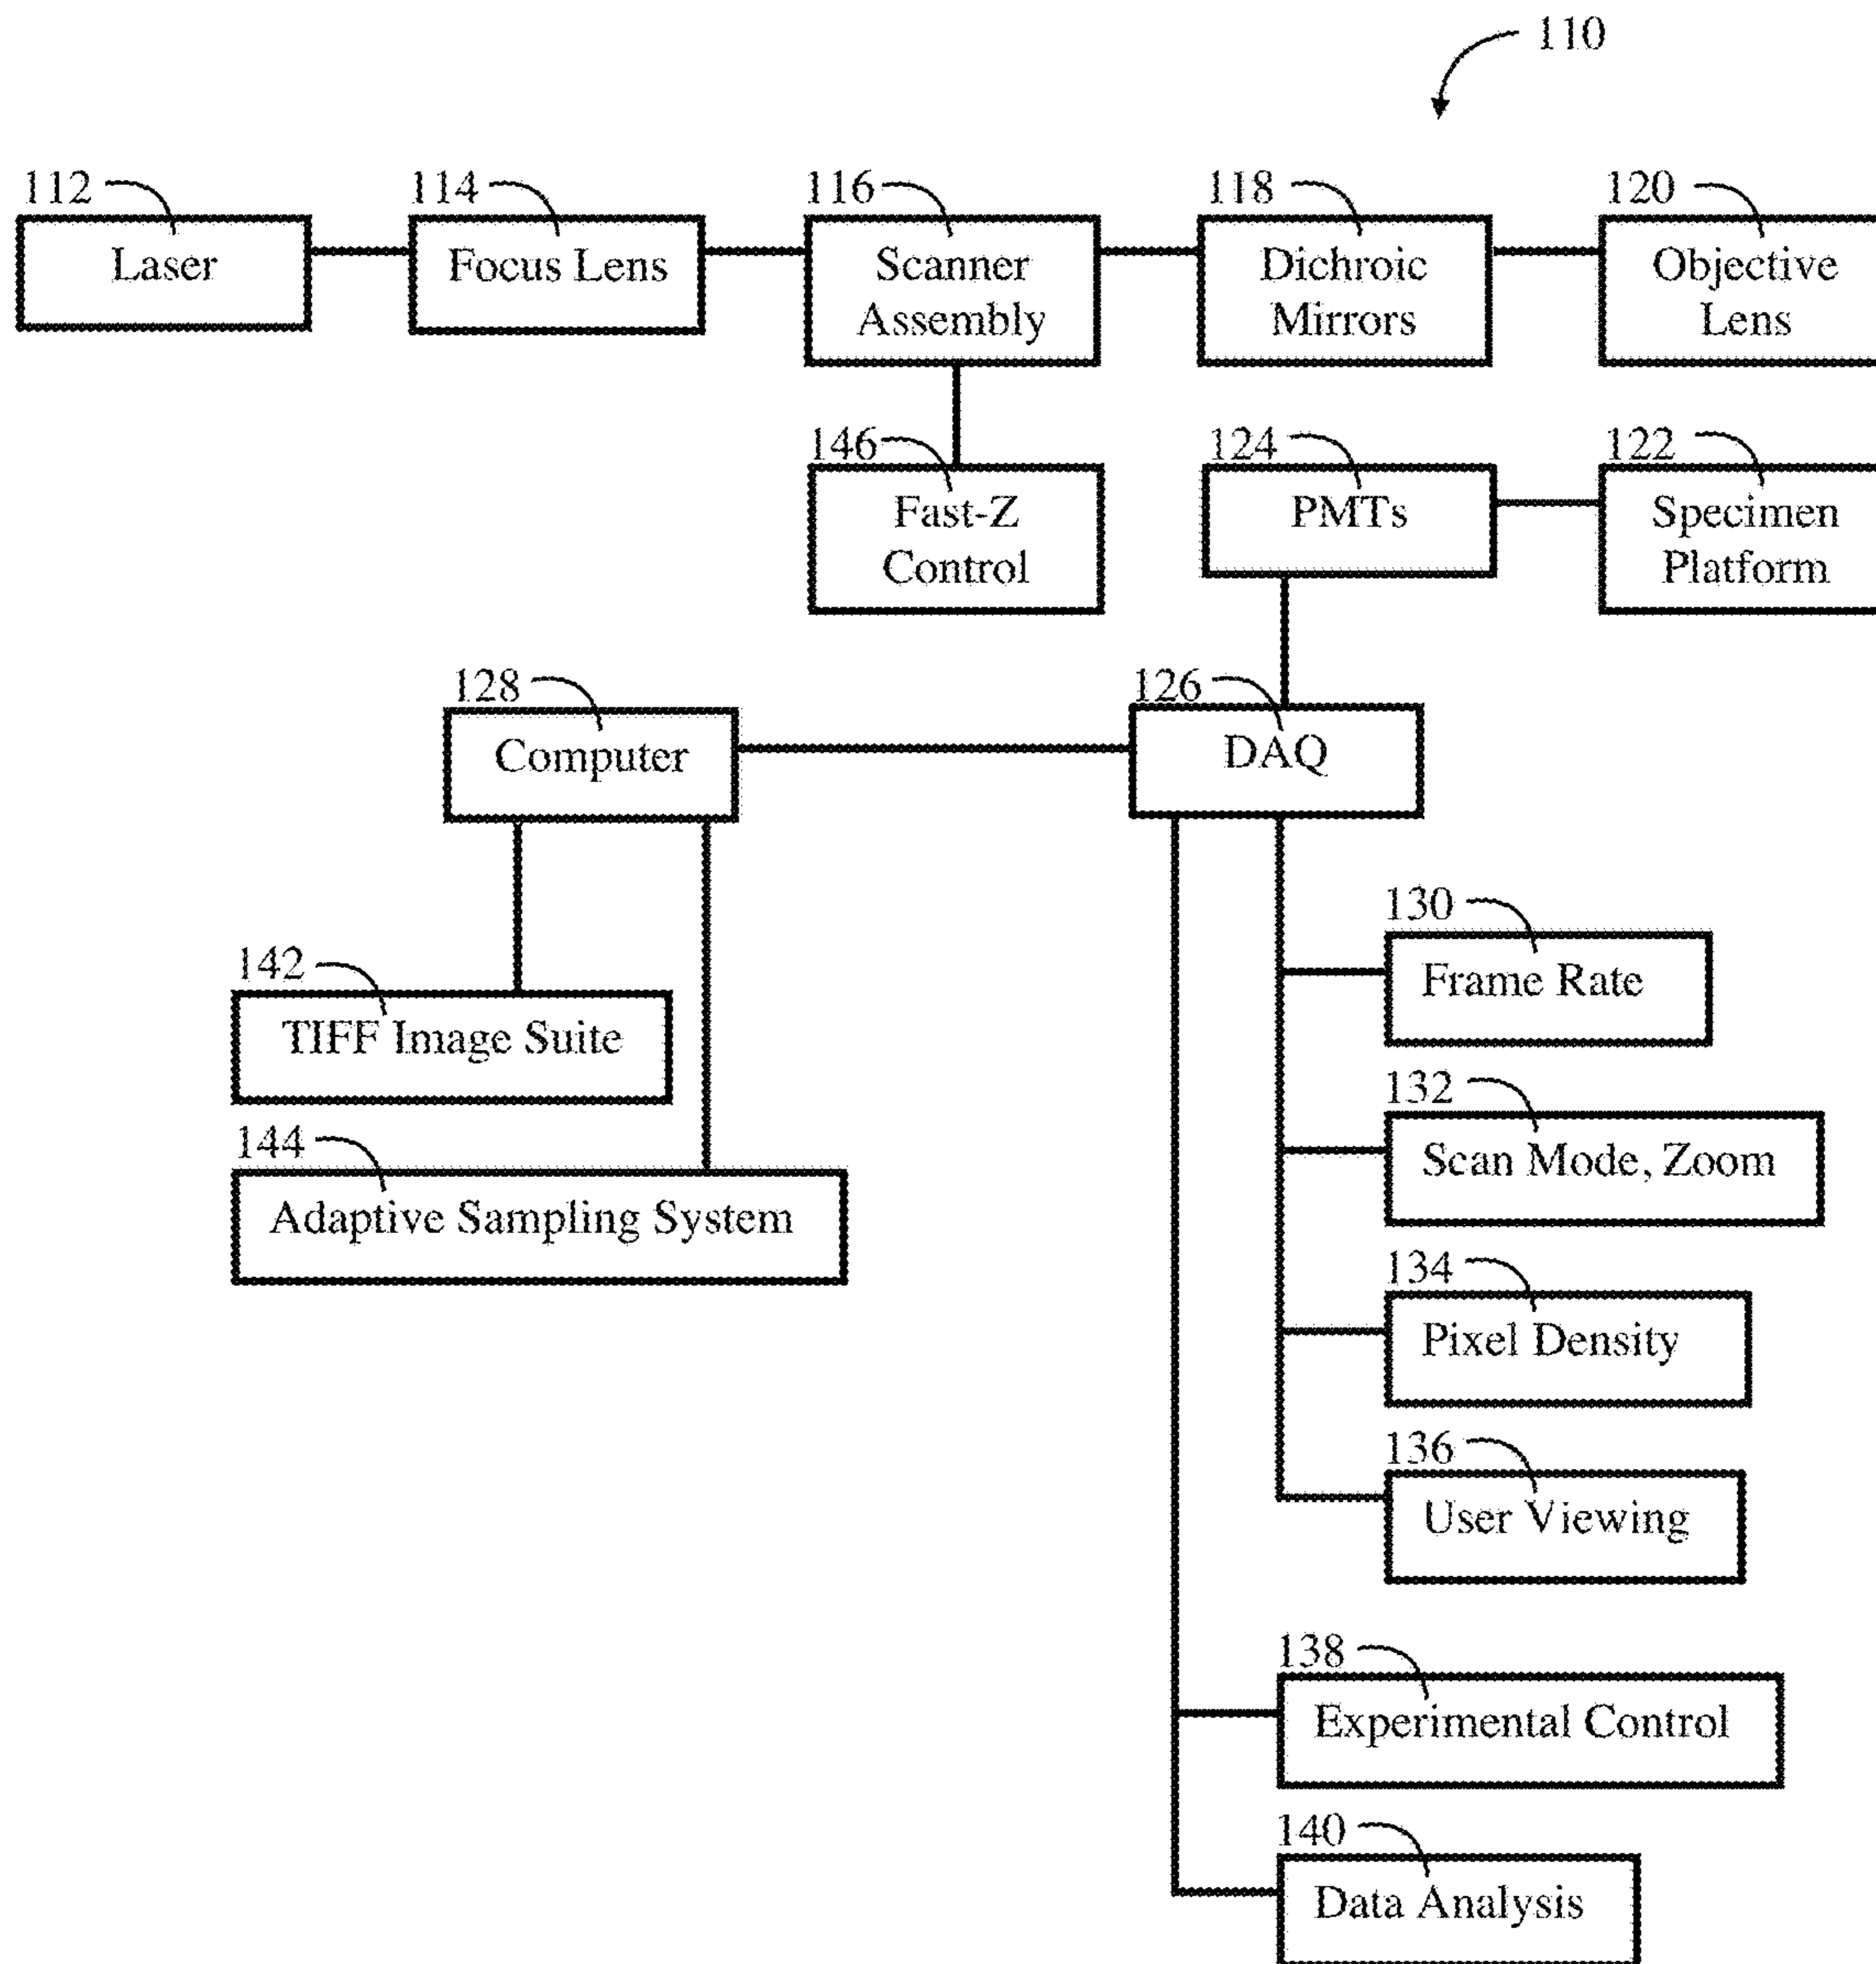 110
112
Laser
114
Focus Lens
116
Scanner
Assembly
118
Dichroic
Mirrors
120
Objective
Lens
146
Fast-Z
Control
124
PMTs
122
Specimen
Platform
128
Computer
126
DAQ
130
Frame Rate
142
TIFF Image Suite
132
Scan Mode, Zoom
144
Adaptive Sampling System
134
Pixel Density
136
User Viewing
138
Experimental Control
140
Data Analysis